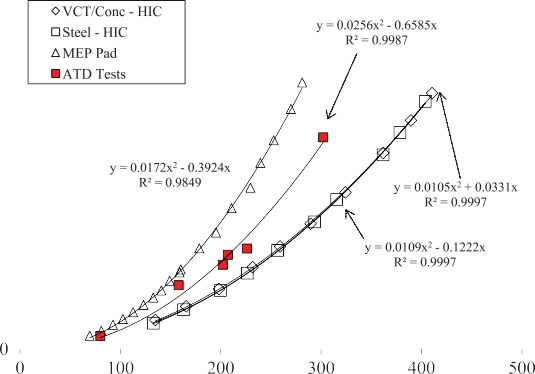 VCT/Conc - HIC
Steel - HIC
MEP Pad
ATD Tests
y = 0.0256x² - 0.6585x
R² = 0.9987
y = 0.0172x² - 0.3924x
R² = 0.9849
y = 0.0105x² + 0.0331x
R² = 0.9997
y = 0.0109x² - 0.1222x
R² = 0.9997
0
0 100 200 300 400 500